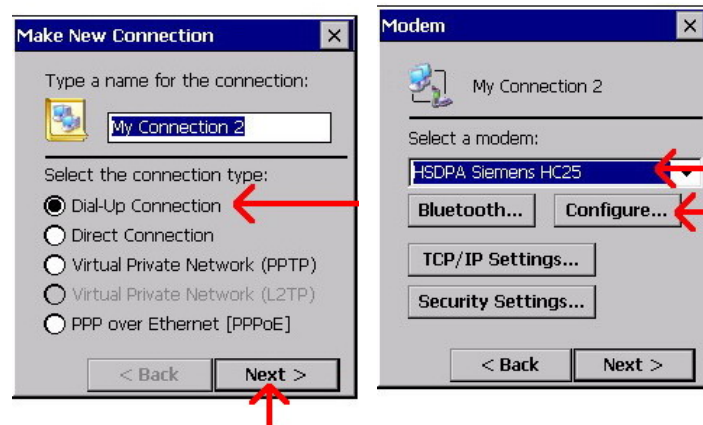 Make New Connection
Type a name for the connection:
My Connection 2
Select the connection type:
Dial-Up Connection
Direct Connection
Virtual Private Network (PPTP)
Virtual Private Network (L2TP)
PPP over Ethernet [PPPoE]
< Back Next >
Modem
My Connection 2
Select a modem:
HSDPA Siemens HC25
Bluetooth... Configure...
TCP/IP Settings...
Security Settings...
< Back Next >